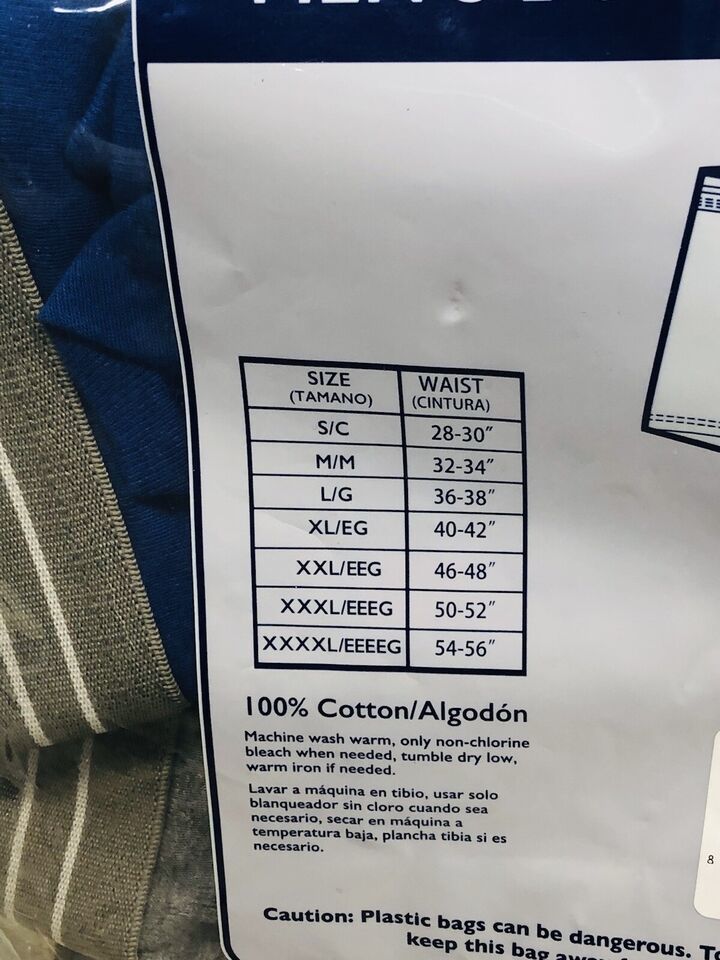 SIZE WAIST
(TAMANO) (CINTURA)
S/C 28-30"
M/M 32-34"
L/G 36-38"
XL/EG 40-42"
XXL/EEG 46-48"
XXXL/EEEG 50-52"
XXXXL/EEEEG 54-56"
100% Cotton/Algodón
Machine wash warm, only non-chlorine
bleach when needed, tumble dry low,
warm iron if needed.
Lavar a máquina en tibio, usar solo
blanqueador sin cloro cuando sea
necesario, secar en máquina a
temperatura baja, plancha tibia si es
necesario.
Caution: Plastic bags can be dangerous. To
keep this bag
8